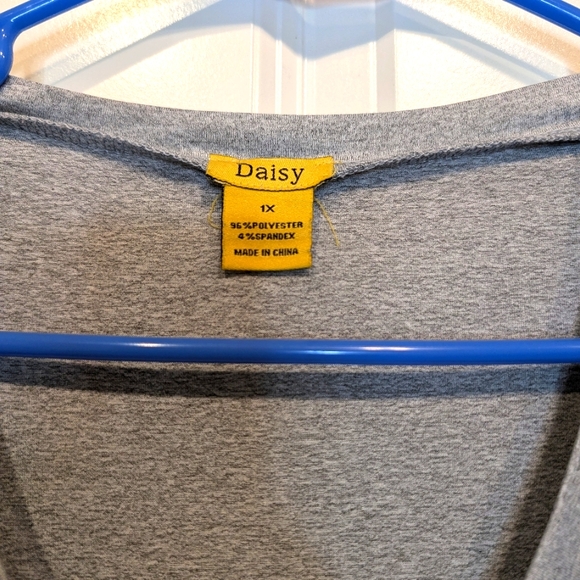 Daisy
1X
96%POLYESTER
4%SPANDEX
MADE IN CHINA